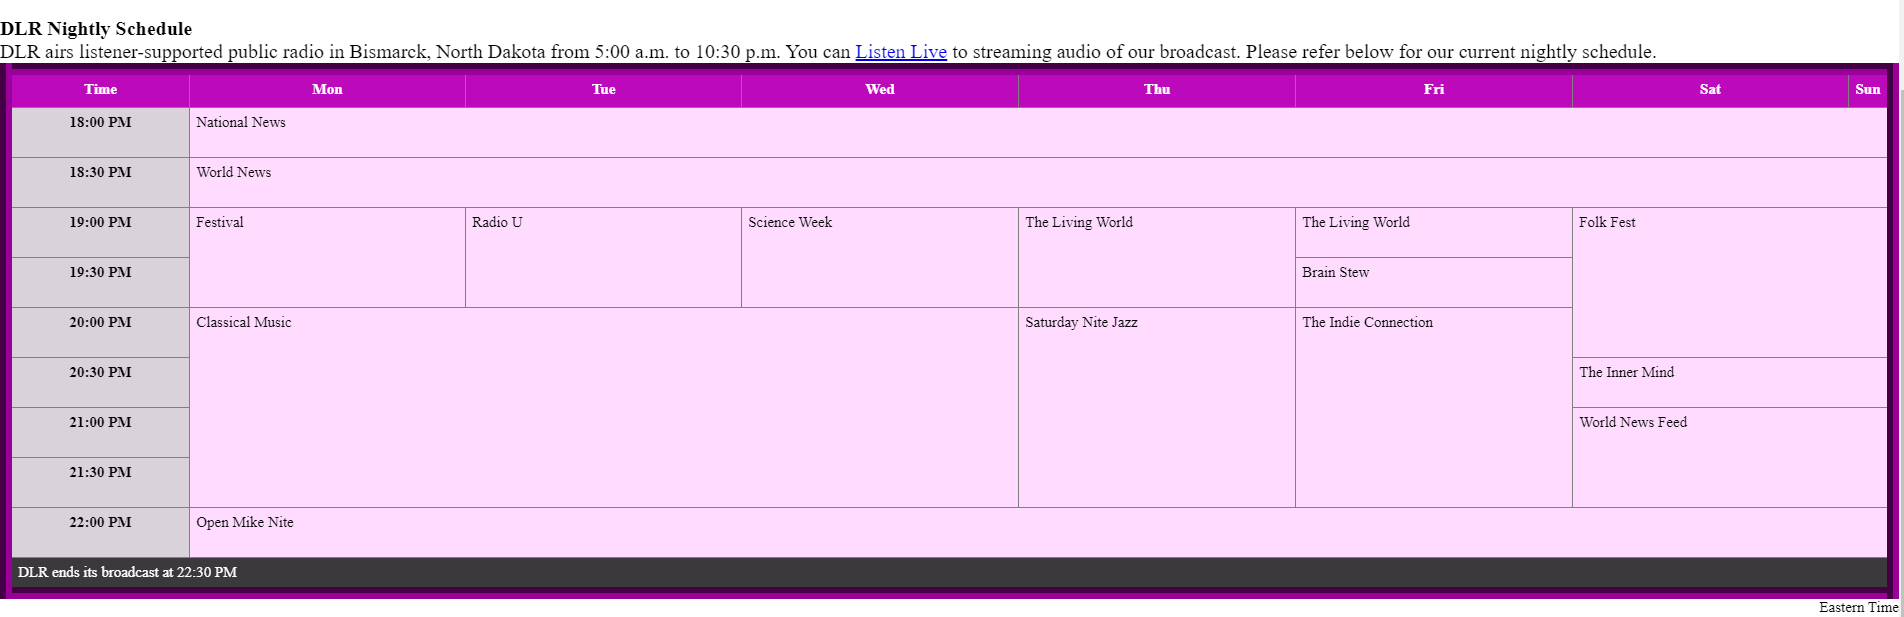 DLR Nightly Schedule
DLR airs listener-supported public radio in Bismarck, North Dakota from 5:00 a.m. to 10:30 p.m. You can Listen Live to streaming audio of our broadcast. Please refer below for our current nightly schedule.
Time Mon Tue Wed Thu Fri Sat Sun
18:00 PM National News
18:30 PM World News
19:00 PM Festival Radio U Science Week The Living World The Living World Folk Fest
19:30 PM Brain Stew
20:00 PM Classical Music Saturday Nite Jazz The Indie Connection
20:30 PM The Inner Mind
21:00 PM World News Feed
21:30 PM
22:00 PM Open Mike Nite
DLR ends its broadcast at 22:30 PM
Eastern Time